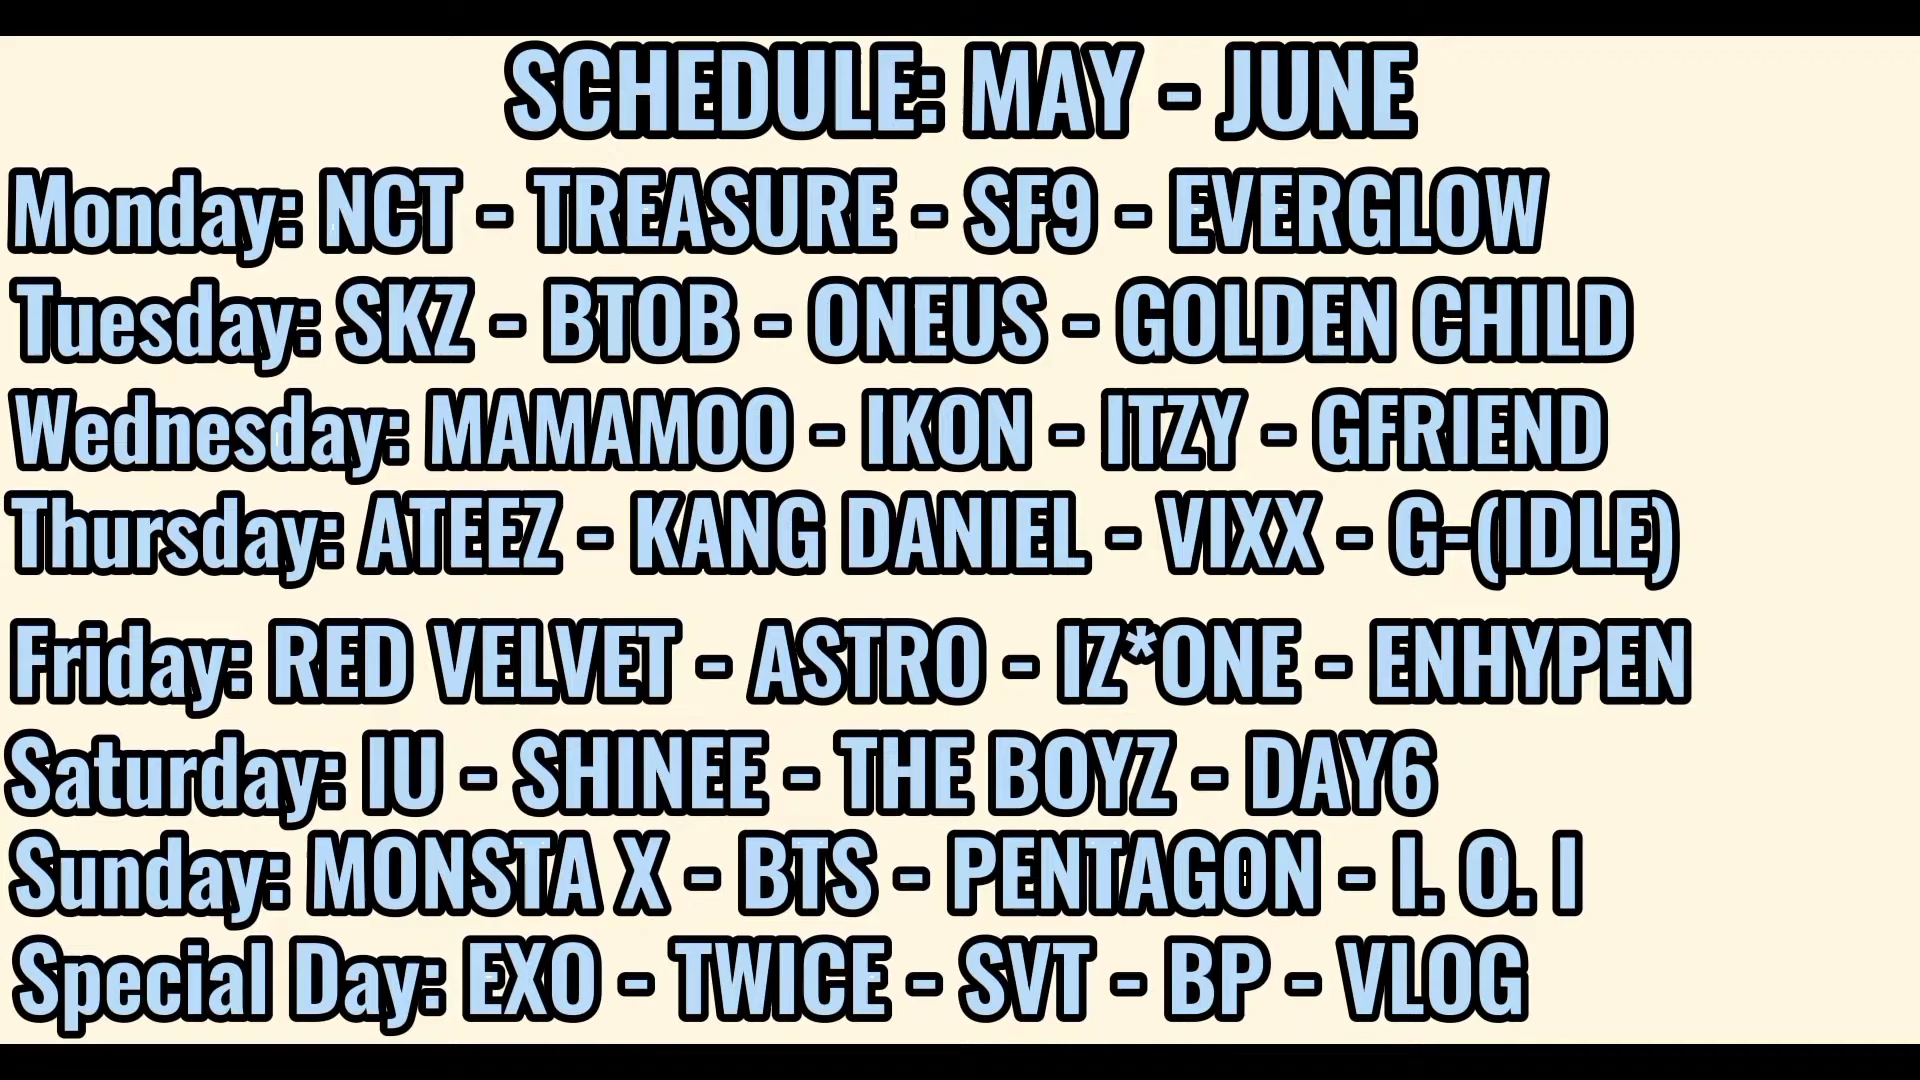 SCHEDULE: MAY - JUNE
Monday: NCT - TREASURE - SF9 - EVERGLOW
Tuesday: SKZ - BTOB - ONEUS - GOLDEN CHILD
Wednesday: MAMAMOO - IKON - ITZY - GFRIEND
Thursday: ATEEZ - KANG DANIEL - VIXX - G-(IDLE)
Friday: RED VELVET - ASTRO - IZ*ONE - ENHYPEN
Saturday: IU - SHINEE - THE BOYZ - DAY6
Sunday: MONSTA X - BTS - PENTAGON - I. O. I
Special Day: EXO - TWICE - SVT - BP - VLOG